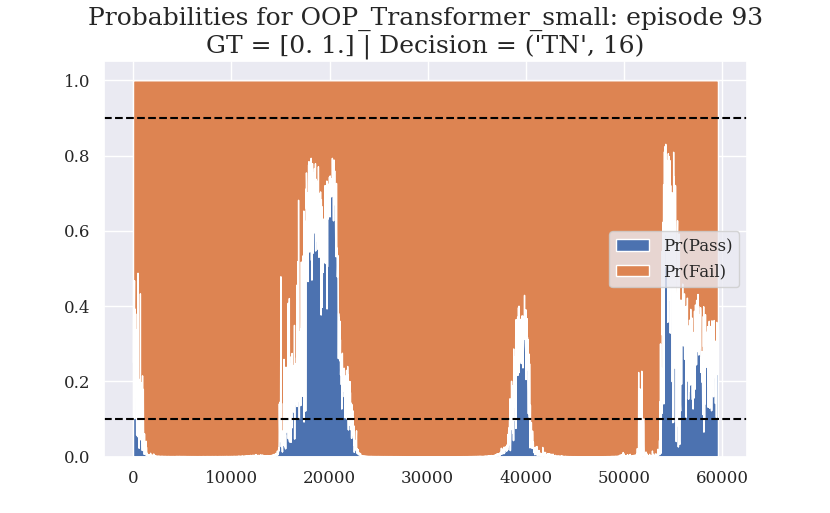 Probabilities for OOP_Transformer_small: episode 93
GT = [0. 1.] | Decision = ('TN', 16)
1.0
0.8
0.6
0.4
0.2
0.0
Pr(Pass)
Pr(Fail)
0 10000 20000 30000 40000 50000 60000